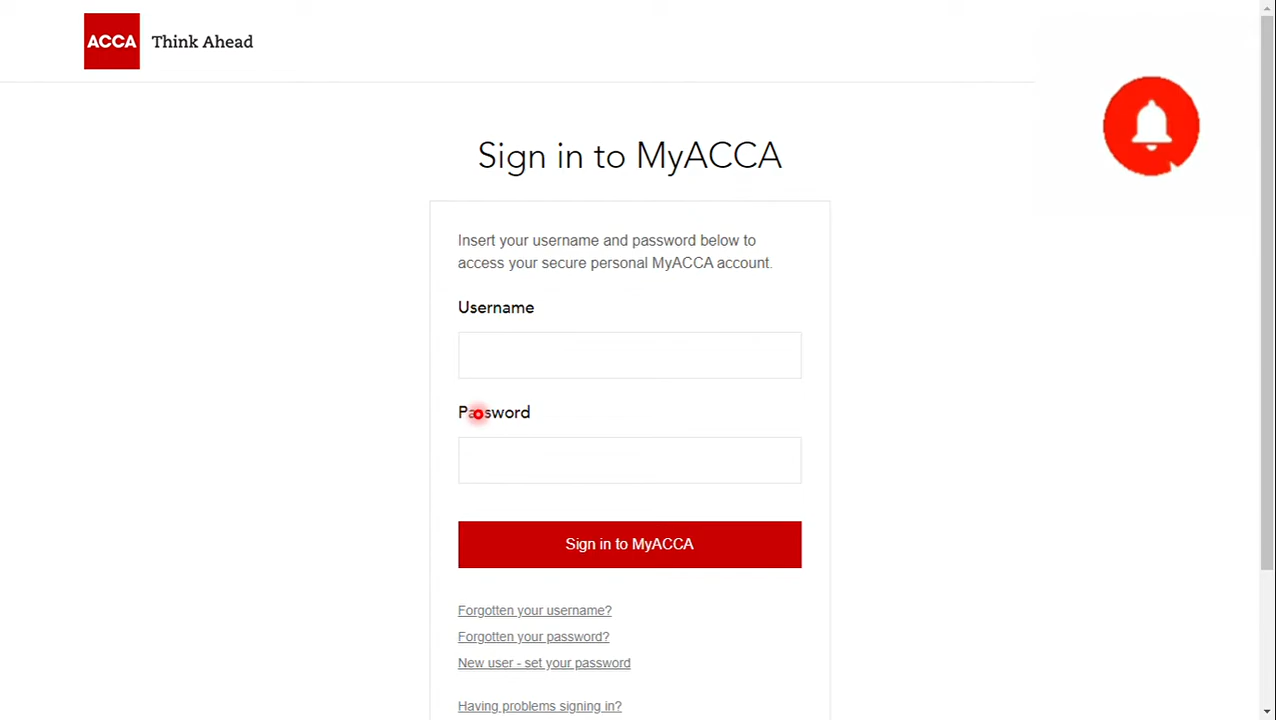 ACCA Think Ahead
Sign in to MyACCA
Insert your username and password below to
access your secure personal MyACCA account.
Username
Password
Sign in to MyACCA
Forgotten your username?
Forgotten your password?
New user - set your password
Having problems signing in?